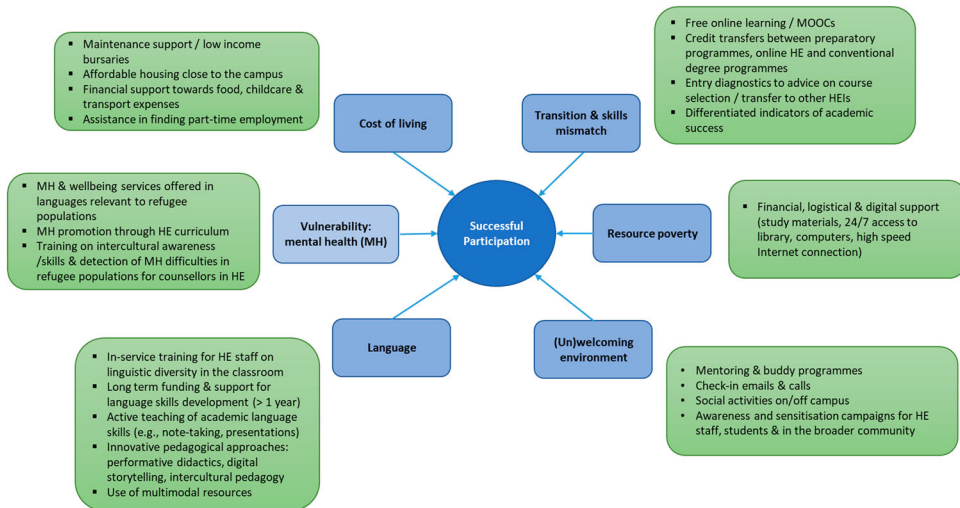 ▪ Maintenance support / low income
bursaries
▪ Affordable housing close to the campus
▪ Financial support towards food, childcare &
transport expenses
▪ Assistance in finding part-time employment
Cost of living
▪ Free online learning / MOOCs
▪ Credit transfers between preparatory
programmes, online HE and conventional
degree programmes
▪ Entry diagnostics to advice on course
selection / transfer to other HEIs
▪ Differentiated indicators of academic
success
Transition & skills
mismatch
▪ MH & wellbeing services offered in
languages relevant to refugee
populations
▪ MH promotion through HE curriculum
▪ Training on intercultural awareness
/skills & detection of MH difficulties in
refugee populations for counsellors in HE
Vulnerability:
mental health (MH)
Successful
Participation
Resource poverty
▪ Financial, logistical & digital support
(study materials, 24/7 access to
library, computers, high speed
Internet connection)
Language
(Un)welcoming
environment
▪ In-service training for HE staff on
linguistic diversity in the classroom
▪ Long term funding & support for
language skills development (> 1 year)
▪ Active teaching of academic language
skills (e.g., note-taking, presentations)
▪ Innovative pedagogical approaches:
performative didactics, digital
storytelling, intercultural pedagogy
▪ Use of multimodal resources
• Mentoring & buddy programmes
• Check-in emails & calls
• Social activities on/off campus
• Awareness and sensitisation campaigns for HE
staff, students & in the broader community